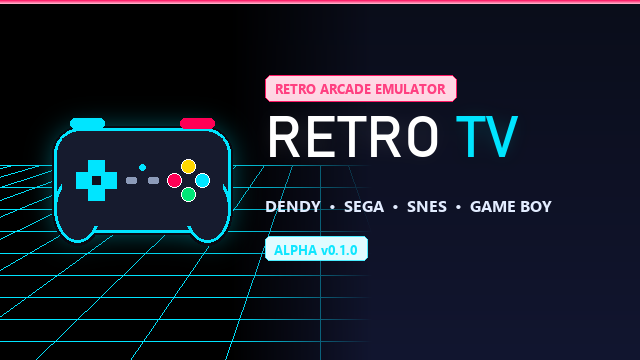 RETRO ARCADE EMULATOR
RETRO TV
DENDY • SEGA • SNES • GAME BOY
ALPHA v0.1.0